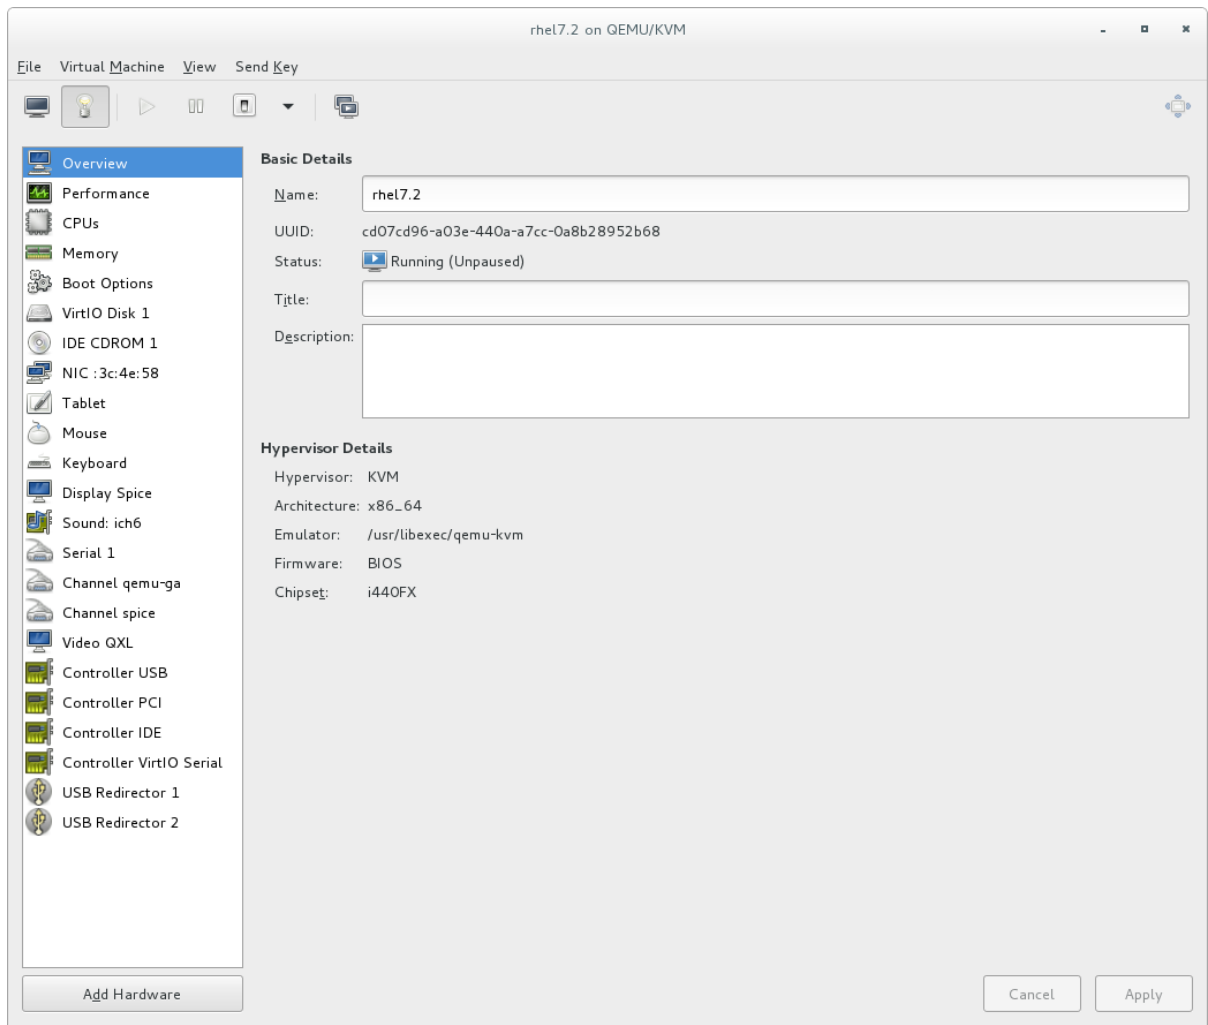 rhel7.2 on QEMU/KVM
File Virtual Machine View Send Key
Overview
Performance
CPUs
Memory
Boot Options
VirtIO Disk 1
IDE CDROM 1
NIC :3c:4e:58
Tablet
Mouse
Keyboard
Display Spice
Sound: ich6
Serial 1
Channel qemu-ga
Channel spice
Video QXL
Controller USB
Controller PCI
Controller IDE
Controller VirtIO Serial
USB Redirector 1
USB Redirector 2
Add Hardware
Basic Details
Name: rhel7.2
UUID: cd07cd96-a03e-440a-a7cc-0a8b28952b68
Status: Running (Unpaused)
Title:
Description:
Hypervisor Details
Hypervisor: KVM
Architecture: x86_64
Emulator: /usr/libexec/qemu-kvm
Firmware: BIOS
Chipset: i440FX
Cancel Apply